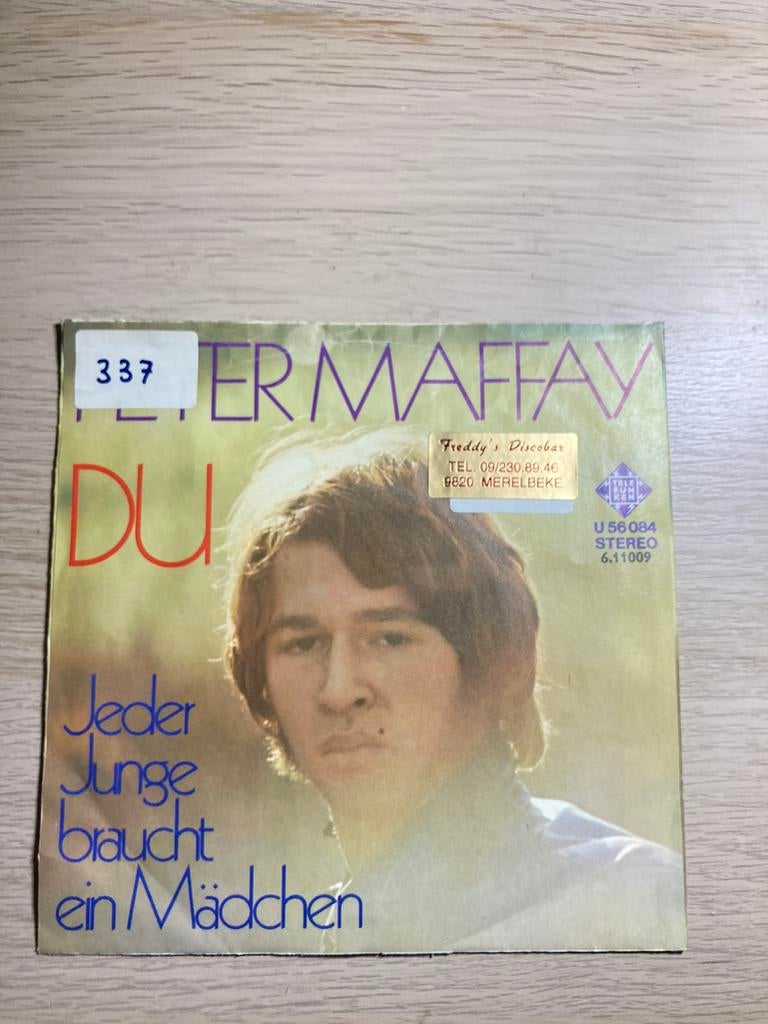 337
PETER MAFFAY
DU
Freddy's Discobar
TEL. 09/230.89.46
9820 MERELBEKE
TELE
FUN
KEN
U 56 084
STEREO
6.11009
Jeder
Junge
braucht
ein Mädchen